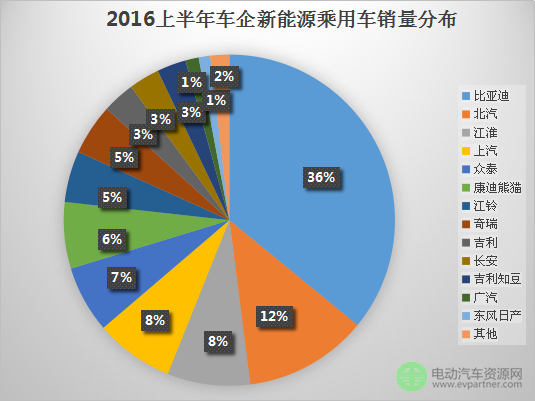 2016上半年车企新能源乘用车销量分布
36%
12%
8%
8%
7%
6%
5%
5%
3%
3%
3%
1%
1%
2%
比亚迪
北汽
江淮
上汽
众泰
康迪熊猫
江铃
奇瑞
吉利
长安
吉利知豆
广汽
东风日产
其他
电动汽车资源网
www.evpartner.com